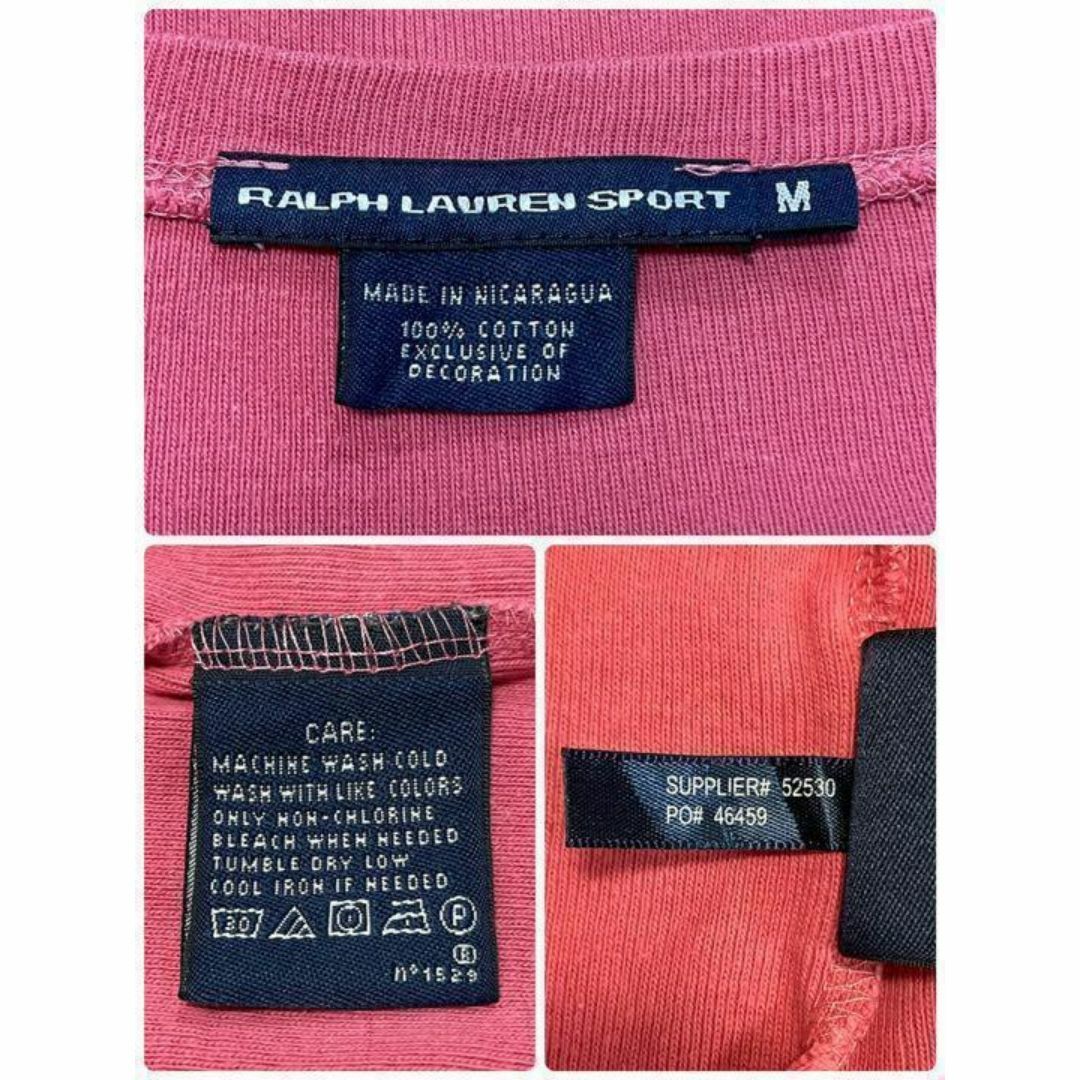 RALPH LAUREN SPORT M
MADE IN NICARAGUA
100% COTTON
EXCLUSIVE OF
DECORATION
CARE:
MACHINE WASH COLD
WASH WITH LIKE COLORS
ONLY NON-CHLORINE
BLEACH WHEN NEEDED
TUMBLE DRY LOW
COOL IRON IF NEEDED
30 P
R
nº1529
SUPPLIER# 52530
PO# 46459